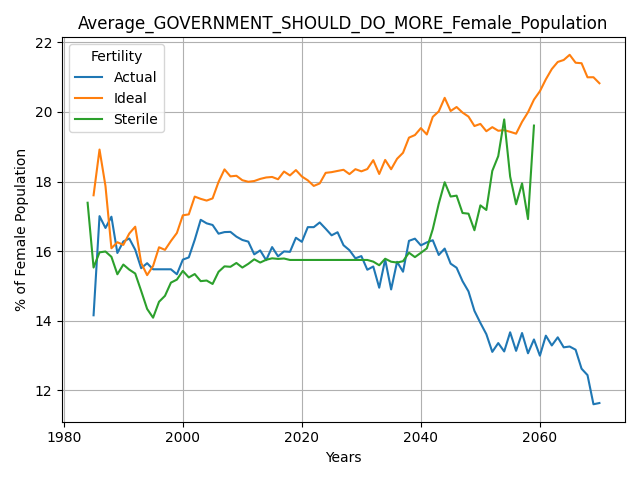 Average_GOVERNMENT_SHOULD_DO_MORE_Female_Population
Fertility
Actual
Ideal
Sterile
% of Female Population
22
20
18
16
14
12
1980
2000
2020
2040
2060
Years